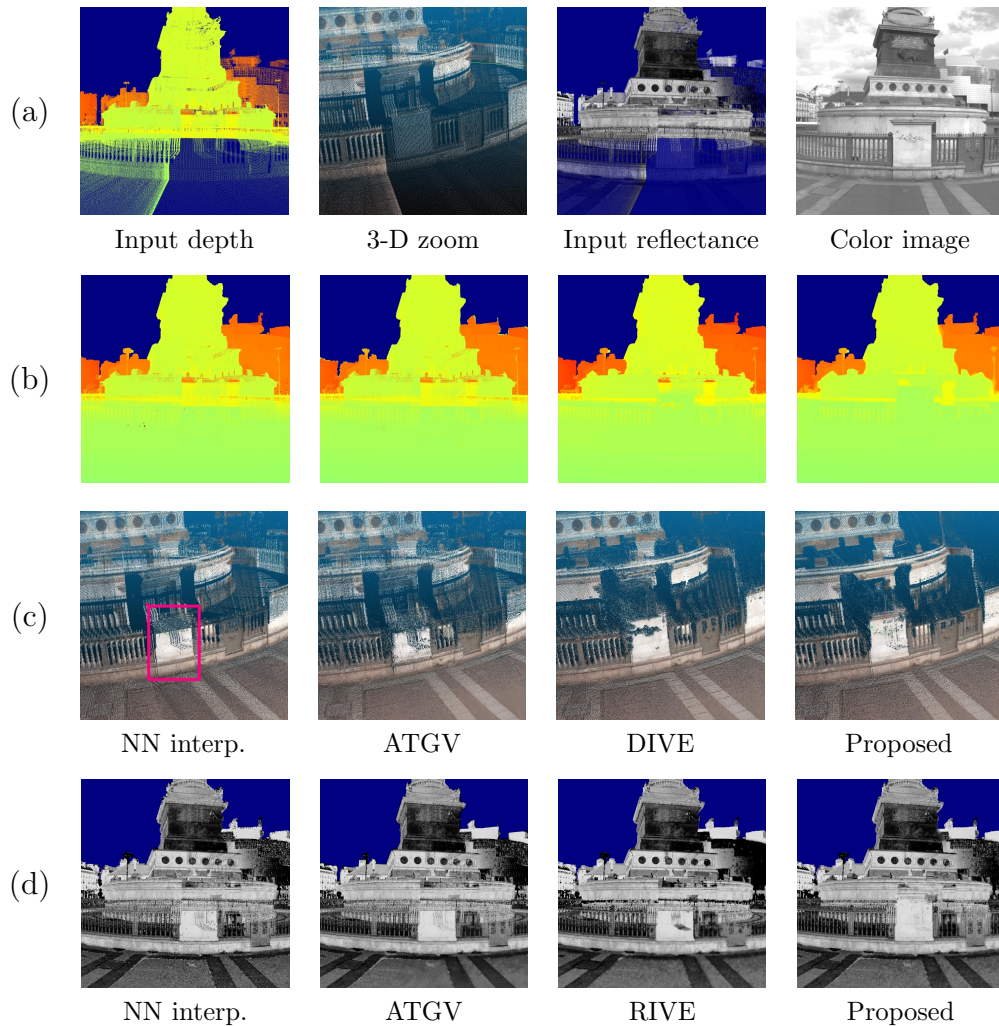 (a)
Input depth 3-D zoom Input reflectance Color image
(b)
(c)
NN interp. ATGV DIVE Proposed
(d)
NN interp. ATGV RIVE Proposed